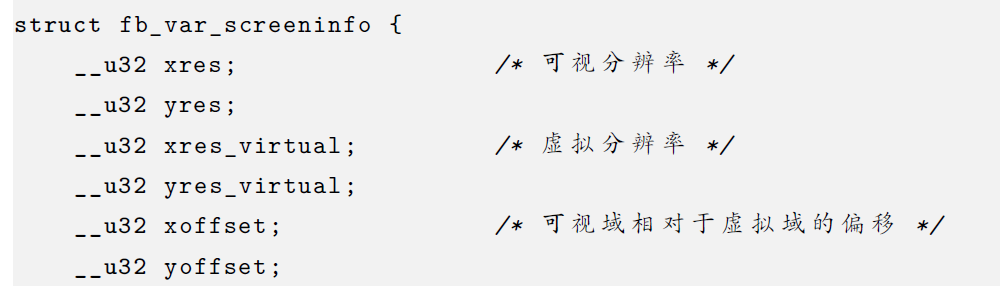 struct fb_var_screeninfo {
    __u32 xres;                 /* 可视分辨率 */
    __u32 yres;
    __u32 xres_virtual;         /* 虚拟分辨率 */
    __u32 yres_virtual;
    __u32 xoffset;              /* 可视域相对于虚拟域的偏移 */
    __u32 yoffset;